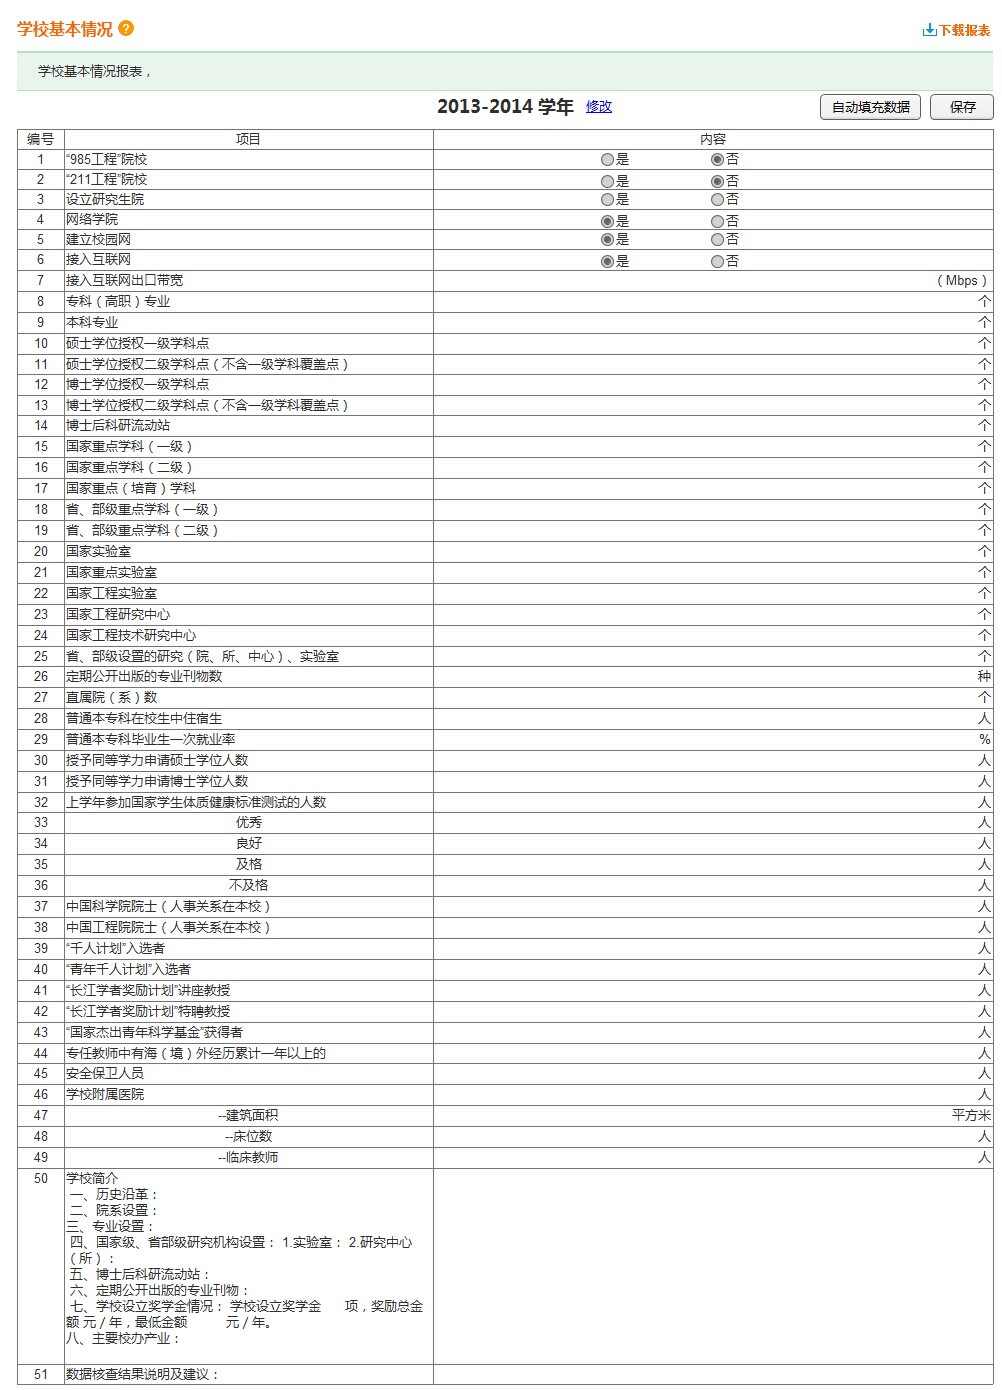 学校基本情况 ?
下载报表
学校基本情况报表，
2013-2014 学年 修改 自动填充数据 保存
编号 项目 内容
1 “985工程”院校 是 否
2 “211工程”院校 是 否
3 设立研究生院 是 否
4 网络学院 是 否
5 建立校园网 是 否
6 接入互联网 是 否
7 接入互联网出口带宽 （Mbps）
8 专科（高职）专业 个
9 本科专业 个
10 硕士学位授权一级学科点 个
11 硕士学位授权二级学科点（不含一级学科覆盖点） 个
12 博士学位授权一级学科点 个
13 博士学位授权二级学科点（不含一级学科覆盖点） 个
14 博士后科研流动站 个
15 国家重点学科（一级） 个
16 国家重点学科（二级） 个
17 国家重点（培育）学科 个
18 省、部级重点学科（一级） 个
19 省、部级重点学科（二级） 个
20 国家实验室 个
21 国家重点实验室 个
22 国家工程实验室 个
23 国家工程研究中心 个
24 国家工程技术研究中心 个
25 省、部级设置的研究（院、所、中心）、实验室 个
26 定期公开出版的专业刊物数 种
27 直属院（系）数 个
28 普通本专科在校生中住宿生 人
29 普通本专科毕业生一次就业率 %
30 授予同等学力申请硕士学位人数 人
31 授予同等学力申请博士学位人数 人
32 上学年参加国家学生体质健康标准测试的人数 人
33 优秀 人
34 良好 人
35 及格 人
36 不及格 人
37 中国科学院院士（人事关系在本校） 人
38 中国工程院院士（人事关系在本校） 人
39 “千人计划”入选者 人
40 “青年千人计划”入选者 人
41 “长江学者奖励计划”讲座教授 人
42 “长江学者奖励计划”特聘教授 人
43 “国家杰出青年科学基金”获得者 人
44 专任教师中有海（境）外经历累计一年以上的 人
45 安全保卫人员 人
46 学校附属医院 人
47 --建筑面积 平方米
48 --床位数 人
49 --临床教师 人
50 学校简介
一、历史沿革：
二、院系设置：
三、专业设置：
四、国家级、省部级研究机构设置： 1.实验室： 2.研究中心
（所）：
五、博士后科研流动站：
六、定期公开出版的专业刊物：
七、学校设立奖学金情况： 学校设立奖学金 项，奖励总金
额 元 / 年，最低金额 元 / 年。
八、主要校办产业：
51 数据核查结果说明及建议：